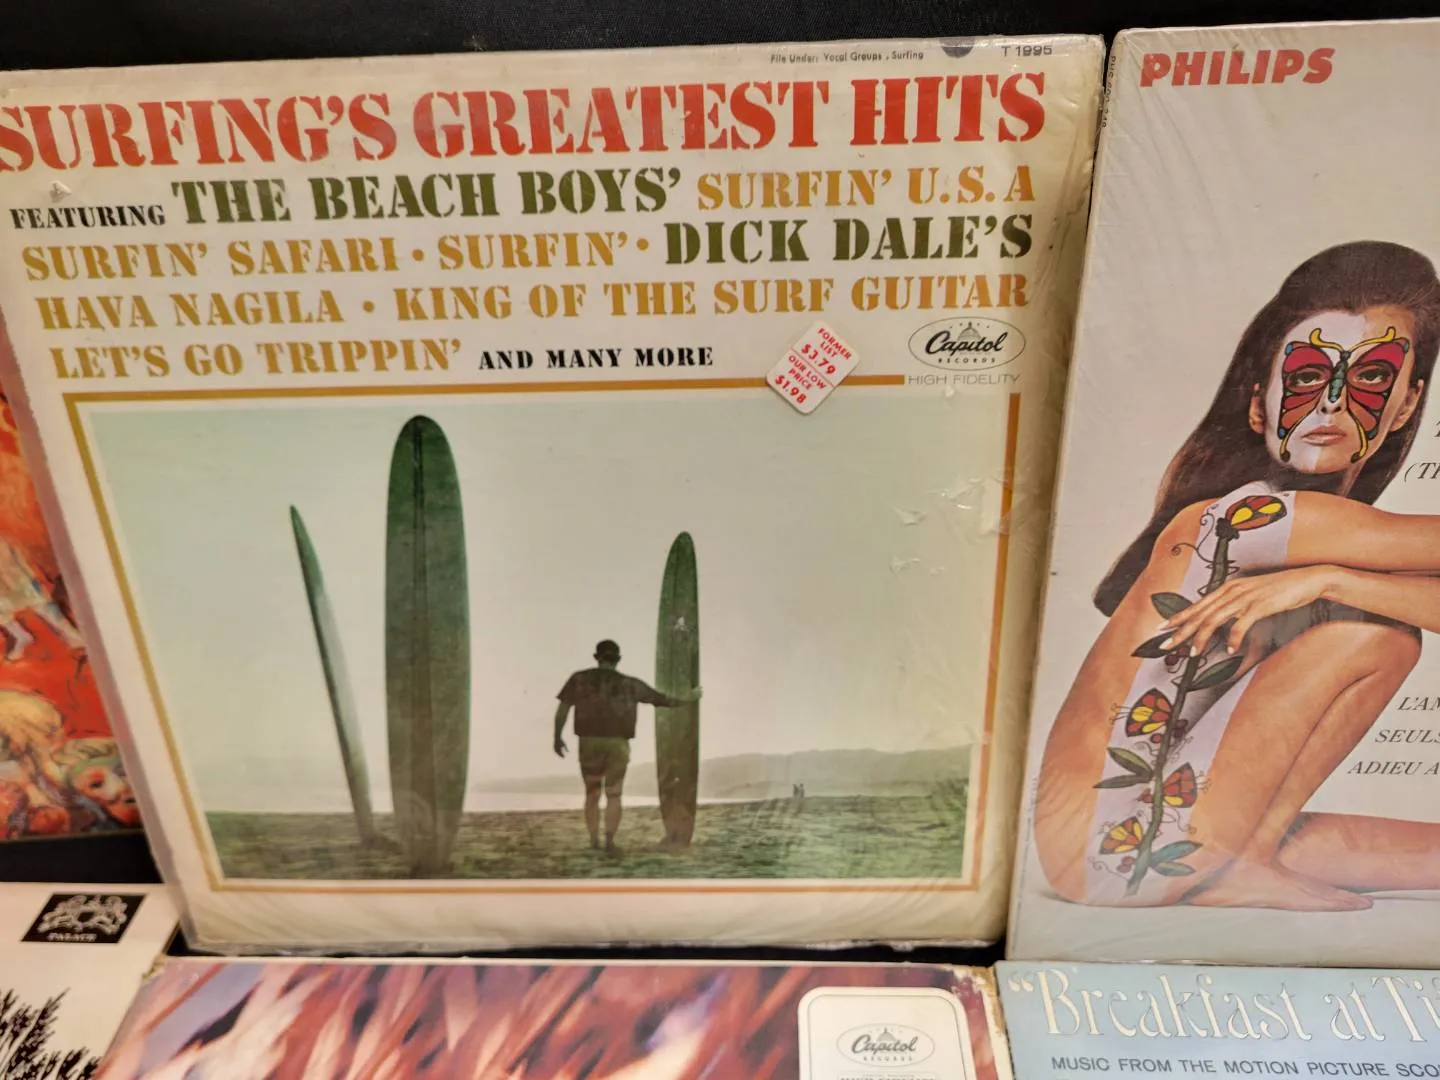 File Under: Vocal Groups , Surfing
T 1995
SURFING'S GREATEST HITS
FEATURING THE BEACH BOYS' SURFIN' U.S.A
SURFIN' SAFARI • SURFIN' • DICK DALE'S
HAVA NAGILA • KING OF THE SURF GUITAR
LET'S GO TRIPPIN' AND MANY MORE
FORMER
LIST
$3.79
OUR LOW
PRICE
$1.98
Capitol
RECORDS
HIGH FIDELITY
PHILIPS
L'AM
SEULS
ADIEU A
Capitol
RECORDS
"Breakfast at Ti
MUSIC FROM THE MOTION PICTURE SCO